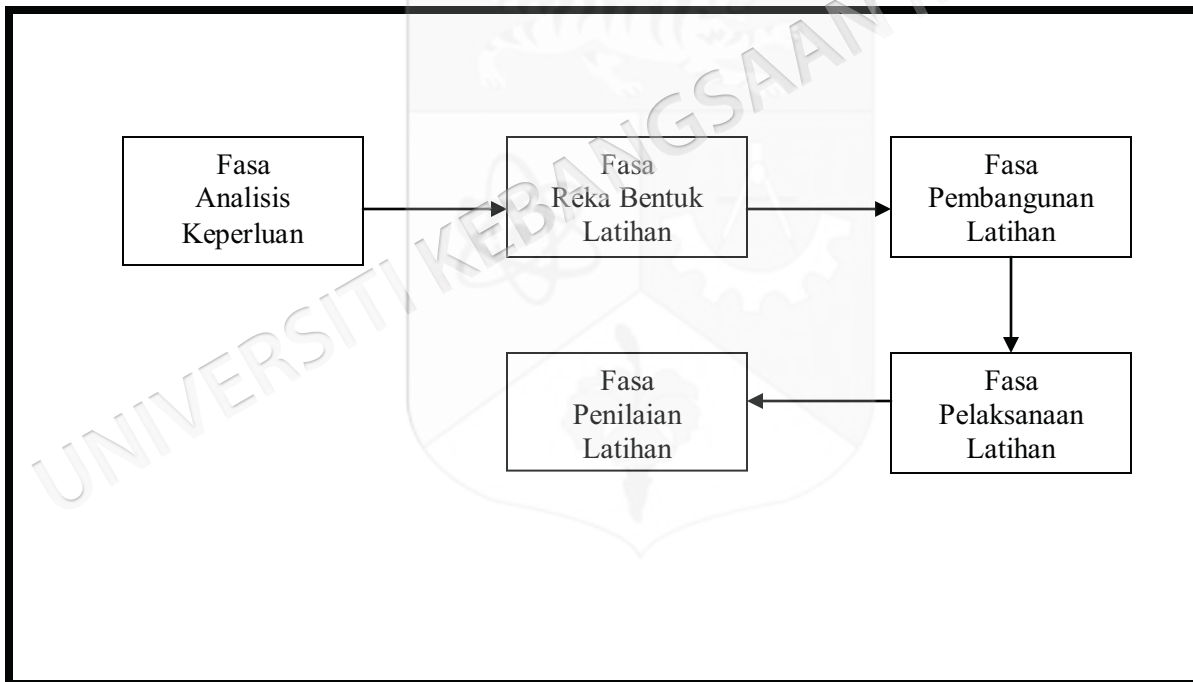 Fasa
Analisis
Keperluan
Fasa
Reka Bentuk
Latihan
Fasa
Pembangunan
Latihan
Fasa
Pelaksanaan
Latihan
Fasa
Penilaian
Latihan
UNIVERSITI KEBANGSAAN